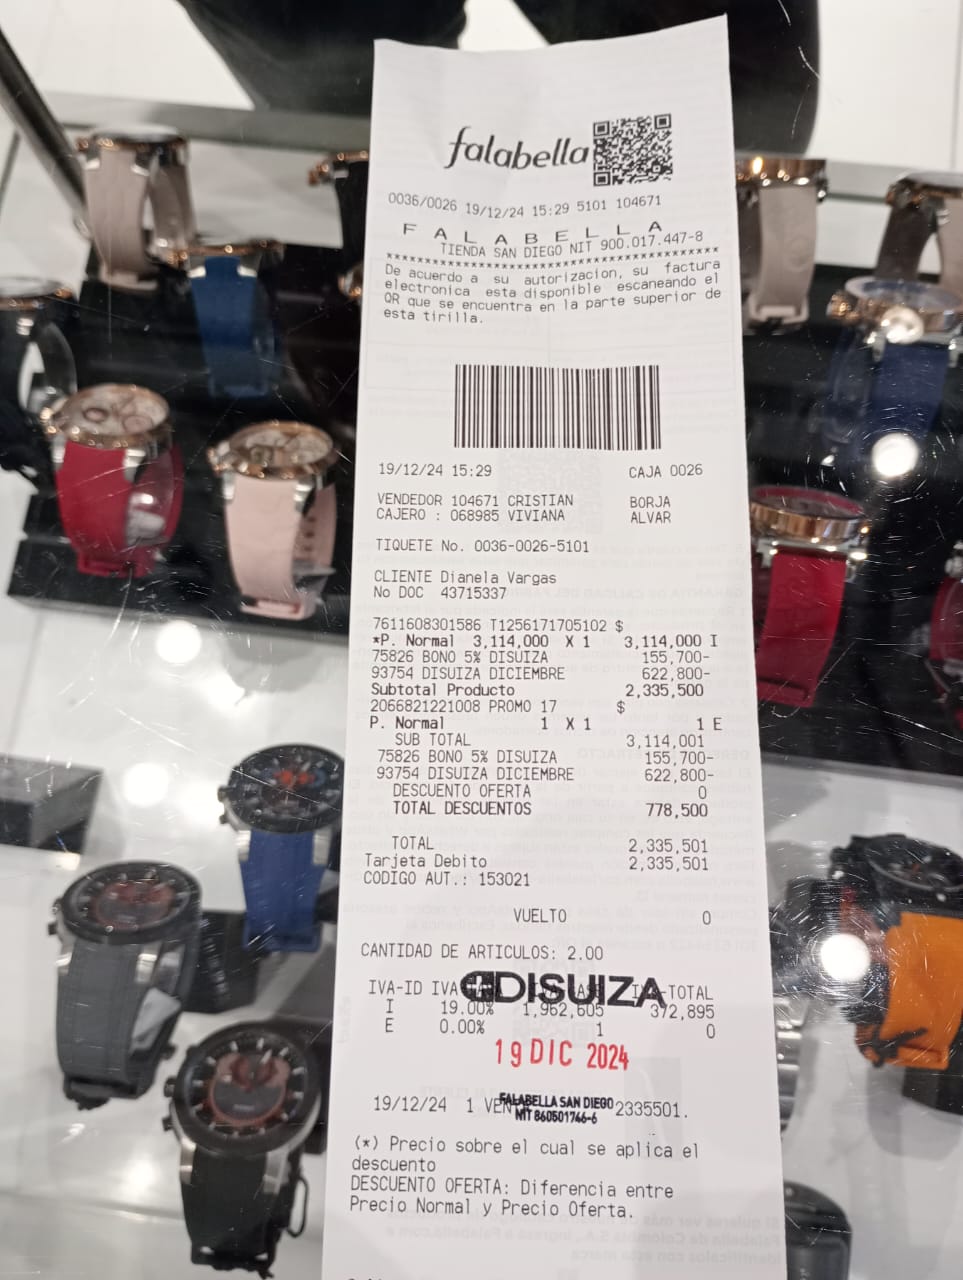 falabella
0036/0026 19/12/24 15:29 5101 104671
F A L A B E L L A
TIENDA SAN DIEGO NIT 900.017.447-8
****************************************************
De acuerdo a su autorizacion, su factura
electronica esta disponible escaneando el
QR que se encuentra en la parte superior de
esta tirilla.
19/12/24 15:29 CAJA 0026
VENDEDOR 104671 CRISTIAN BORJA
CAJERO : 068985 VIVIANA ALVAR
TIQUETE No. 0036-0026-5101
CLIENTE Dianela Vargas
No DOC 43715337
7611608301586 T1256171705102 $
*P. Normal 3,114,000 X 1 3,114,000 I
75826 BONO 5% DISUIZA 155,700-
93754 DISUIZA DICIEMBRE 622,800-
Subtotal Producto 2,335,500
2066821221008 PROMO 17 $
P. Normal 1 X 1 1 E
SUB TOTAL 3,114,001
75826 BONO 5% DISUIZA 155,700-
93754 DISUIZA DICIEMBRE 622,800-
DESCUENTO OFERTA 0
TOTAL DESCUENTOS 778,500
TOTAL 2,335,501
Tarjeta Debito 2,335,501
CODIGO AUT.: 153021
VUELTO 0
CANTIDAD DE ARTICULOS: 2.00
DISUIZA
IVA-ID IVA -TOTAL
I 19.00% 1,962,605 372,895
E 0.00% 1 0
19 DIC 2024
FALABELLA SAN DIEGO
NIT 860501746-6
19/12/24 1 VEN 2335501.
(*) Precio sobre el cual se aplica el
descuento
DESCUENTO OFERTA: Diferencia entre
Precio Normal y Precio Oferta.